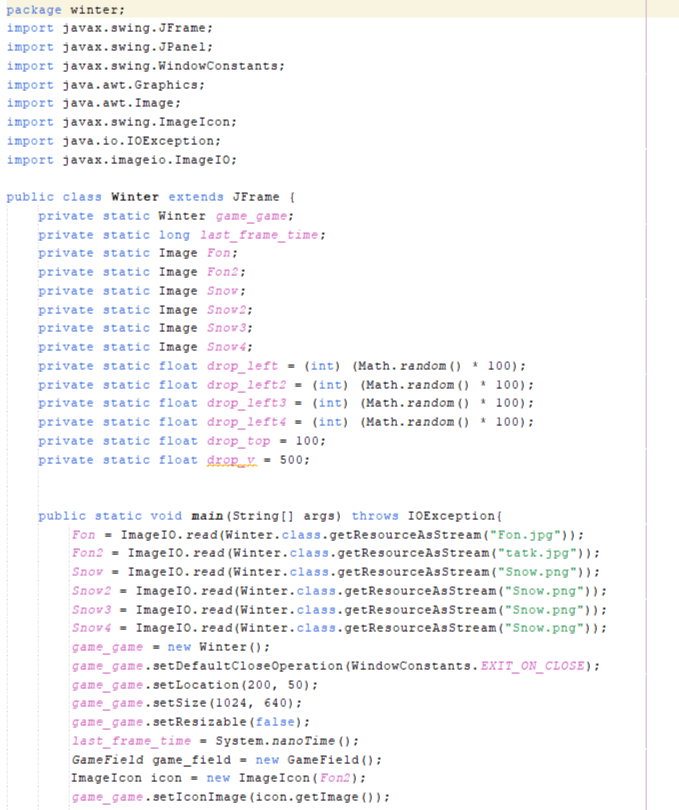 package winter;
import javax.swing.JFrame;
import javax.swing.JPanel;
import javax.swing.WindowConstants;
import java.awt.Graphics;
import java.awt.Image;
import javax.swing.ImageIcon;
import java.io.IOException;
import javax.imageio.ImageIO;
public class Winter extends JFrame {
private static Winter game_game;
private static long last_frame_time;
private static Image Fon;
private static Image Fon2;
private static Image Snow;
private static Image Snow2;
private static Image Snow3;
private static Image Snow4;
private static float drop_left = (int) (Math.random() * 100);
private static float drop_left2 = (int) (Math.random() * 100);
private static float drop_left3 = (int) (Math.random() * 100);
private static float drop_left4 = (int) (Math.random() * 100);
private static float drop_top = 100;
private static float drop_v = 500;
public static void main(String[] args) throws IOException{
Fon = ImageIO.read(Winter.class.getResourceAsStream("Fon.jpg"));
Fon2 = ImageIO.read(Winter.class.getResourceAsStream("tatk.jpg"));
Snow = ImageIO.read(Winter.class.getResourceAsStream("Snow.png"));
Snow2 = ImageIO.read(Winter.class.getResourceAsStream("Snow.png"));
Snow3 = ImageIO.read(Winter.class.getResourceAsStream("Snow.png"));
Snow4 = ImageIO.read(Winter.class.getResourceAsStream("Snow.png"));
game_game = new Winter();
game_game.setDefaultCloseOperation(WindowConstants.EXIT_ON_CLOSE);
game_game.setLocation(200, 50);
game_game.setSize(1024, 640);
game_game.setResizable(false);
last_frame_time = System.nanoTime();
GameField game_field = new GameField();
ImageIcon icon = new ImageIcon(Fon2);
game_game.setIconImage(icon.getImage());